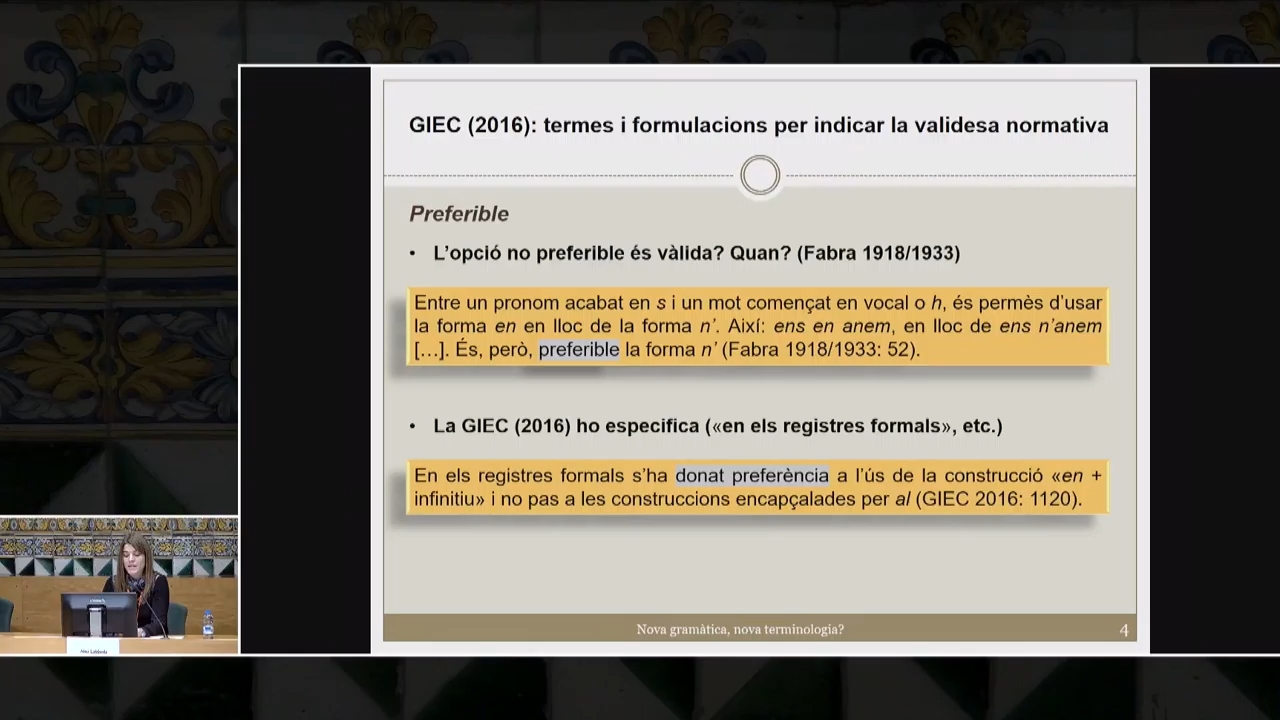 GIEC (2016): termes i formulacions per indicar la validesa normativa
Preferible
• L’opció no preferible és vàlida? Quan? (Fabra 1918/1933)
Entre un pronom acabat en s i un mot començat en vocal o h, és permès d’usar
la forma en en lloc de la forma n’. Així: ens en anem, en lloc de ens n’anem
[…]. És, però, preferible la forma n’ (Fabra 1918/1933: 52).
• La GIEC (2016) ho especifica («en els registres formals», etc.)
En els registres formals s’ha donat preferència a l’ús de la construcció «en +
infinitiu» i no pas a les construccions encapçalades per al (GIEC 2016: 1120).
Nova gramàtica, nova terminologia?
4